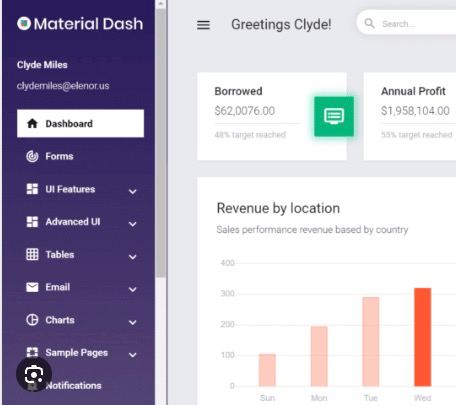 Material Dash
Greetings Clyde!
Search...
Clyde Miles
clydemiles@elenor.us
Dashboard
Forms
UI Features
Advanced UI
Tables
Email
Charts
Sample Pages
Notifications
Borrowed
$62,0076.00
48% target reached
Annual Profit
$1,958,104.00
55% target reached
Revenue by location
Sales performance revenue based by country
400
300
200
100
0
Sun Mon Tue Wed